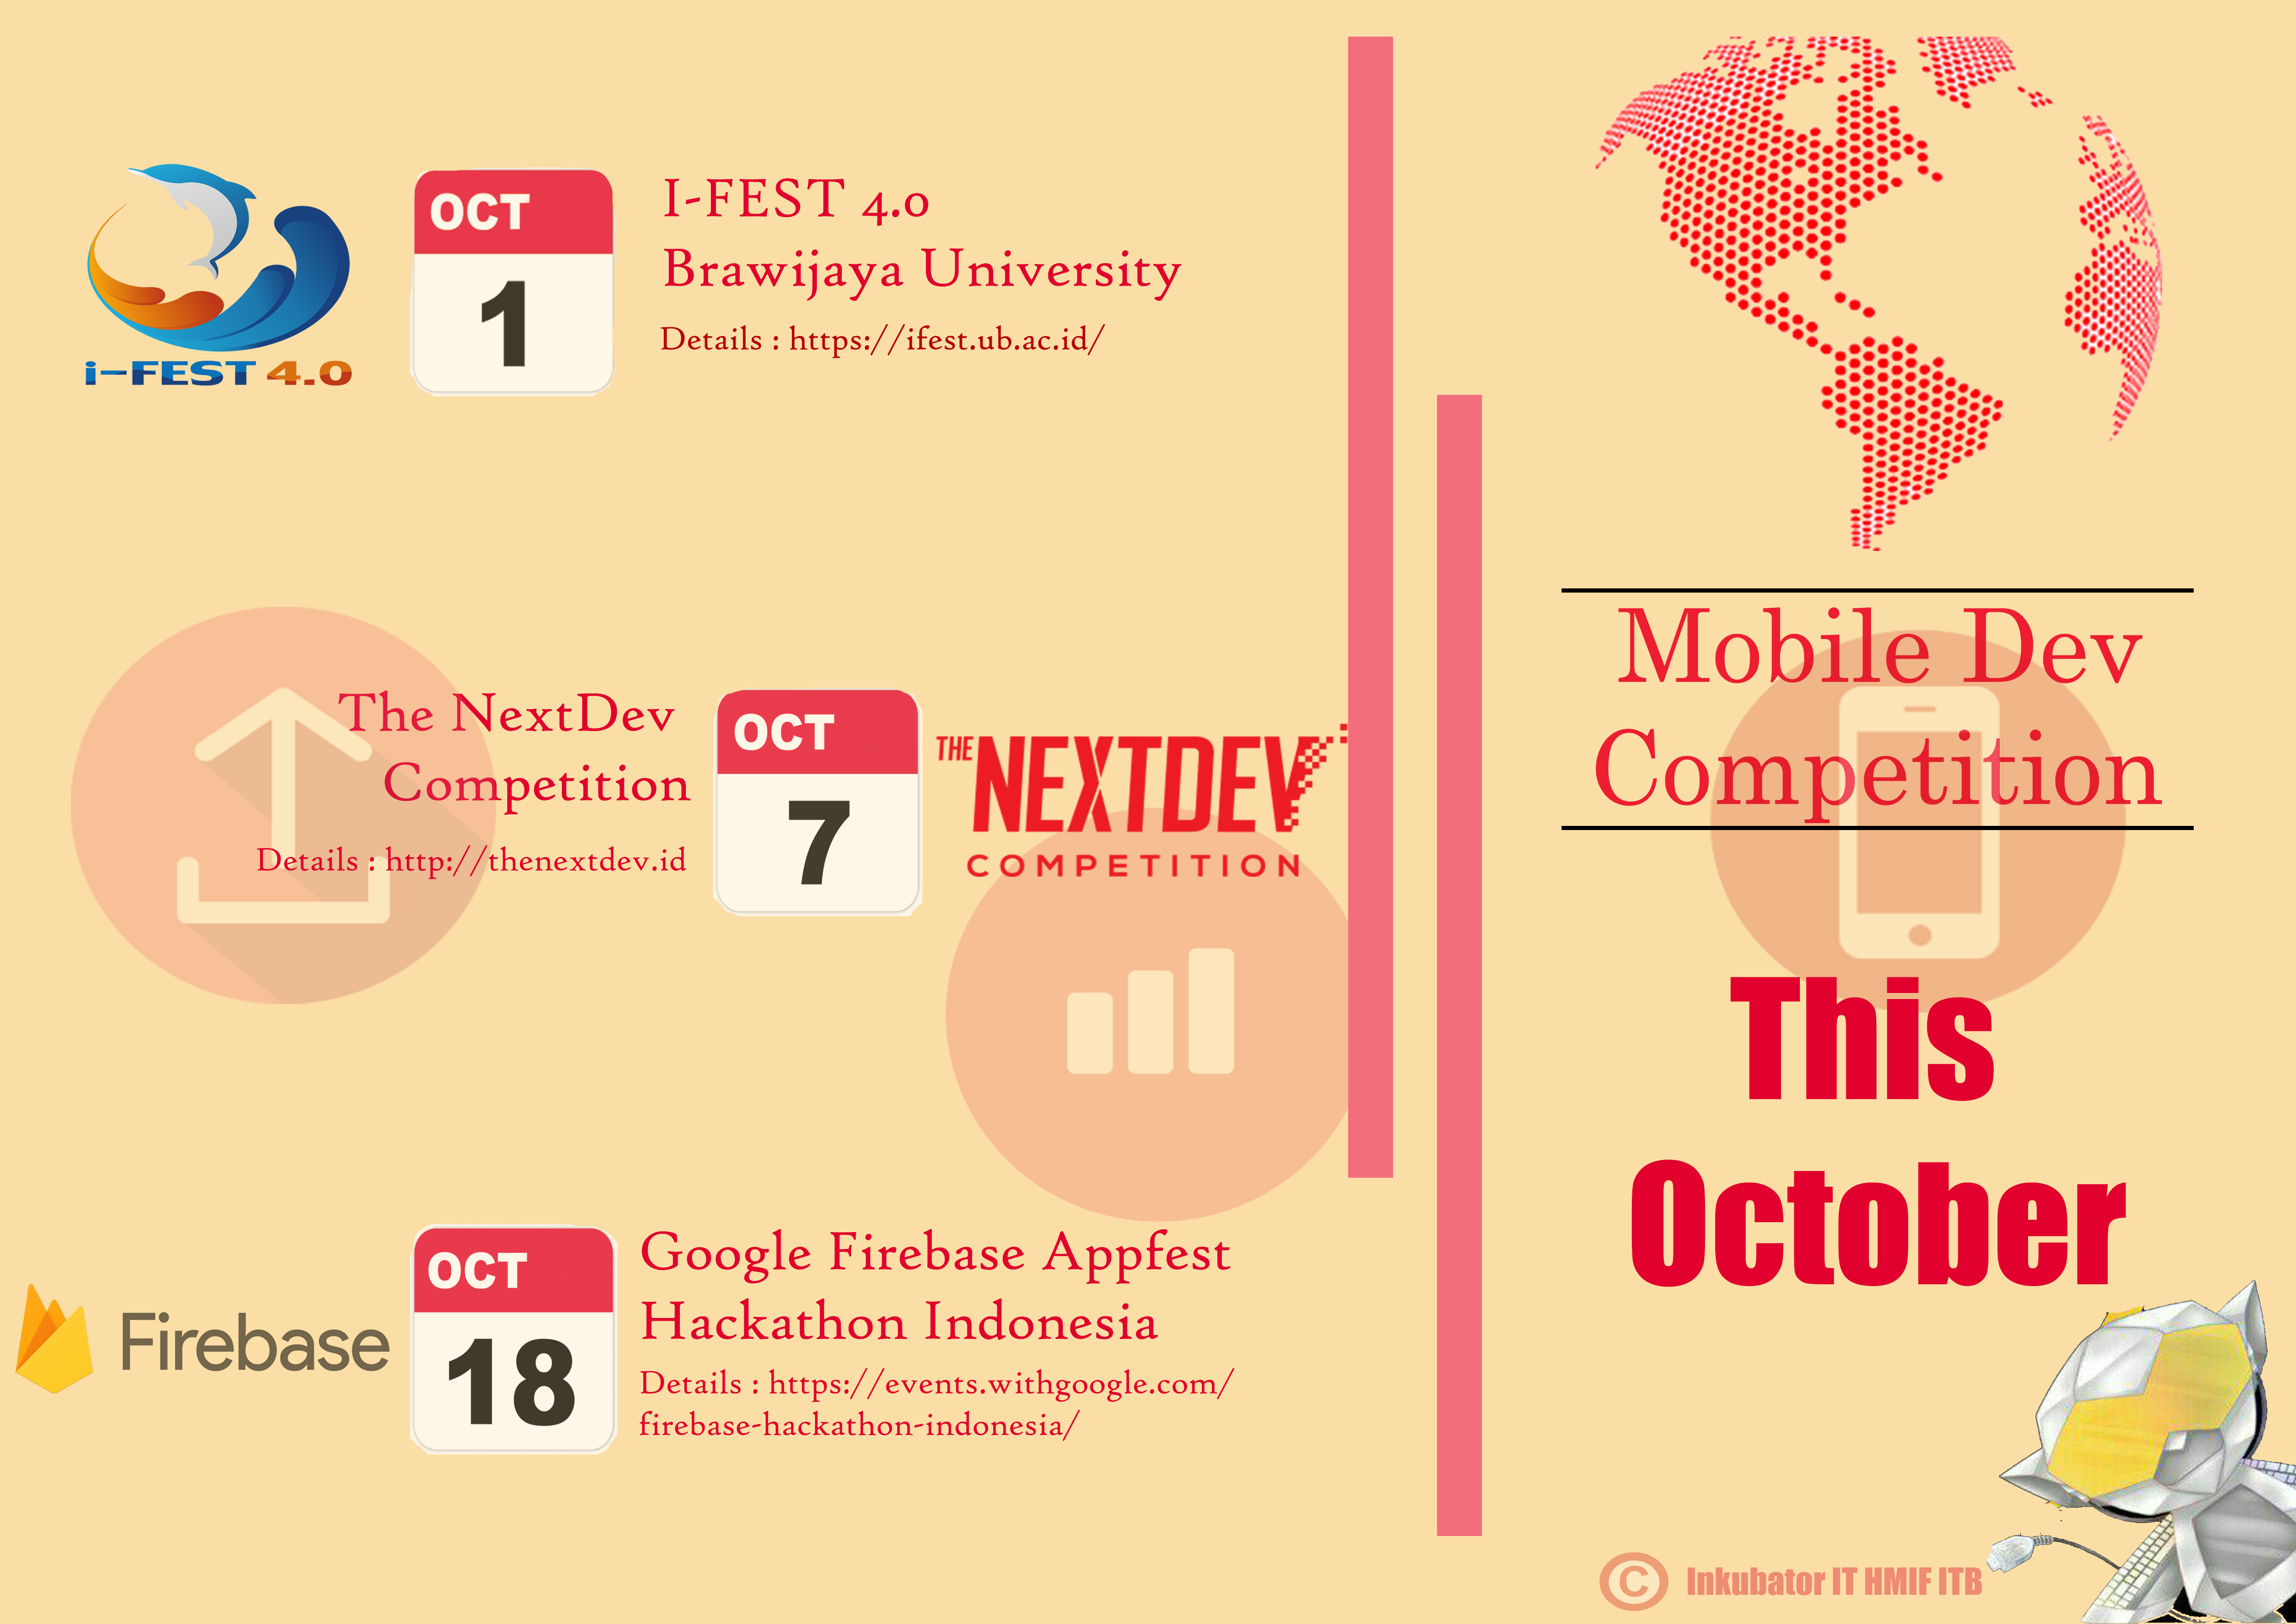 i-FEST 4.0
OCT
1
I-FEST 4.0
Brawijaya University
Details : https://ifest.ub.ac.id/
The NextDev
Competition
Details : http://thenextdev.id
OCT
7
THE NEXTDEV
COMPETITION
Firebase
OCT
18
Google Firebase Appfest
Hackathon Indonesia
Details : https://events.withgoogle.com/
firebase-hackathon-indonesia/
Mobile Dev
Competition
This
October
© Inkubator IT HMIF ITB